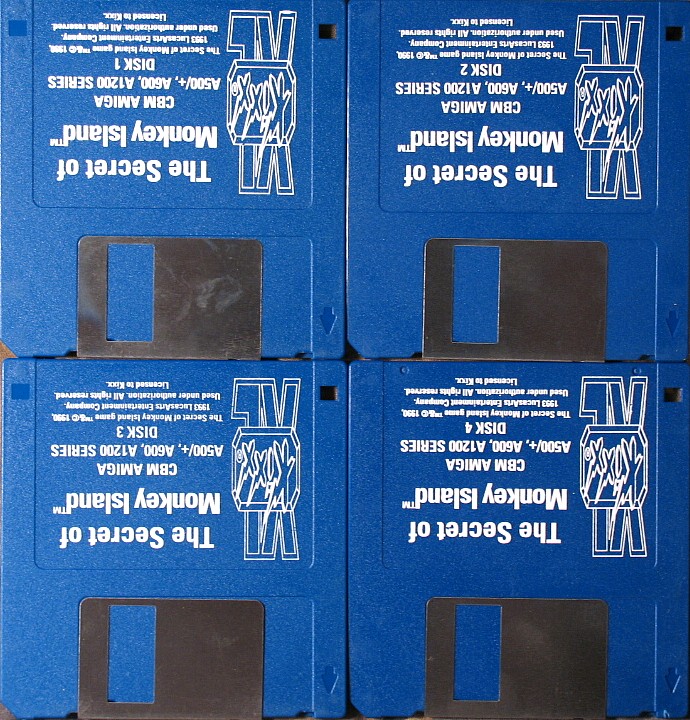 The Secret of
Monkey Island™
CBM AMIGA
A500/+, A600, A1200 SERIES
DISK 1
The Secret of Monkey Island game ™&© 1990,
1993 LucasArts Entertainment Company.
Used under authorization. All rights reserved.
Licensed to Kixx.
The Secret of
Monkey Island™
CBM AMIGA
A500/+, A600, A1200 SERIES
DISK 2
The Secret of Monkey Island game ™&© 1990,
1993 LucasArts Entertainment Company.
Used under authorization. All rights reserved.
Licensed to Kixx.
The Secret of
Monkey Island™
CBM AMIGA
A500/+, A600, A1200 SERIES
DISK 3
The Secret of Monkey Island game ™&© 1990,
1993 LucasArts Entertainment Company.
Used under authorization. All rights reserved.
Licensed to Kixx.
The Secret of
Monkey Island™
CBM AMIGA
A500/+, A600, A1200 SERIES
DISK 4
The Secret of Monkey Island game ™&© 1990,
1993 LucasArts Entertainment Company.
Used under authorization. All rights reserved.
Licensed to Kixx.